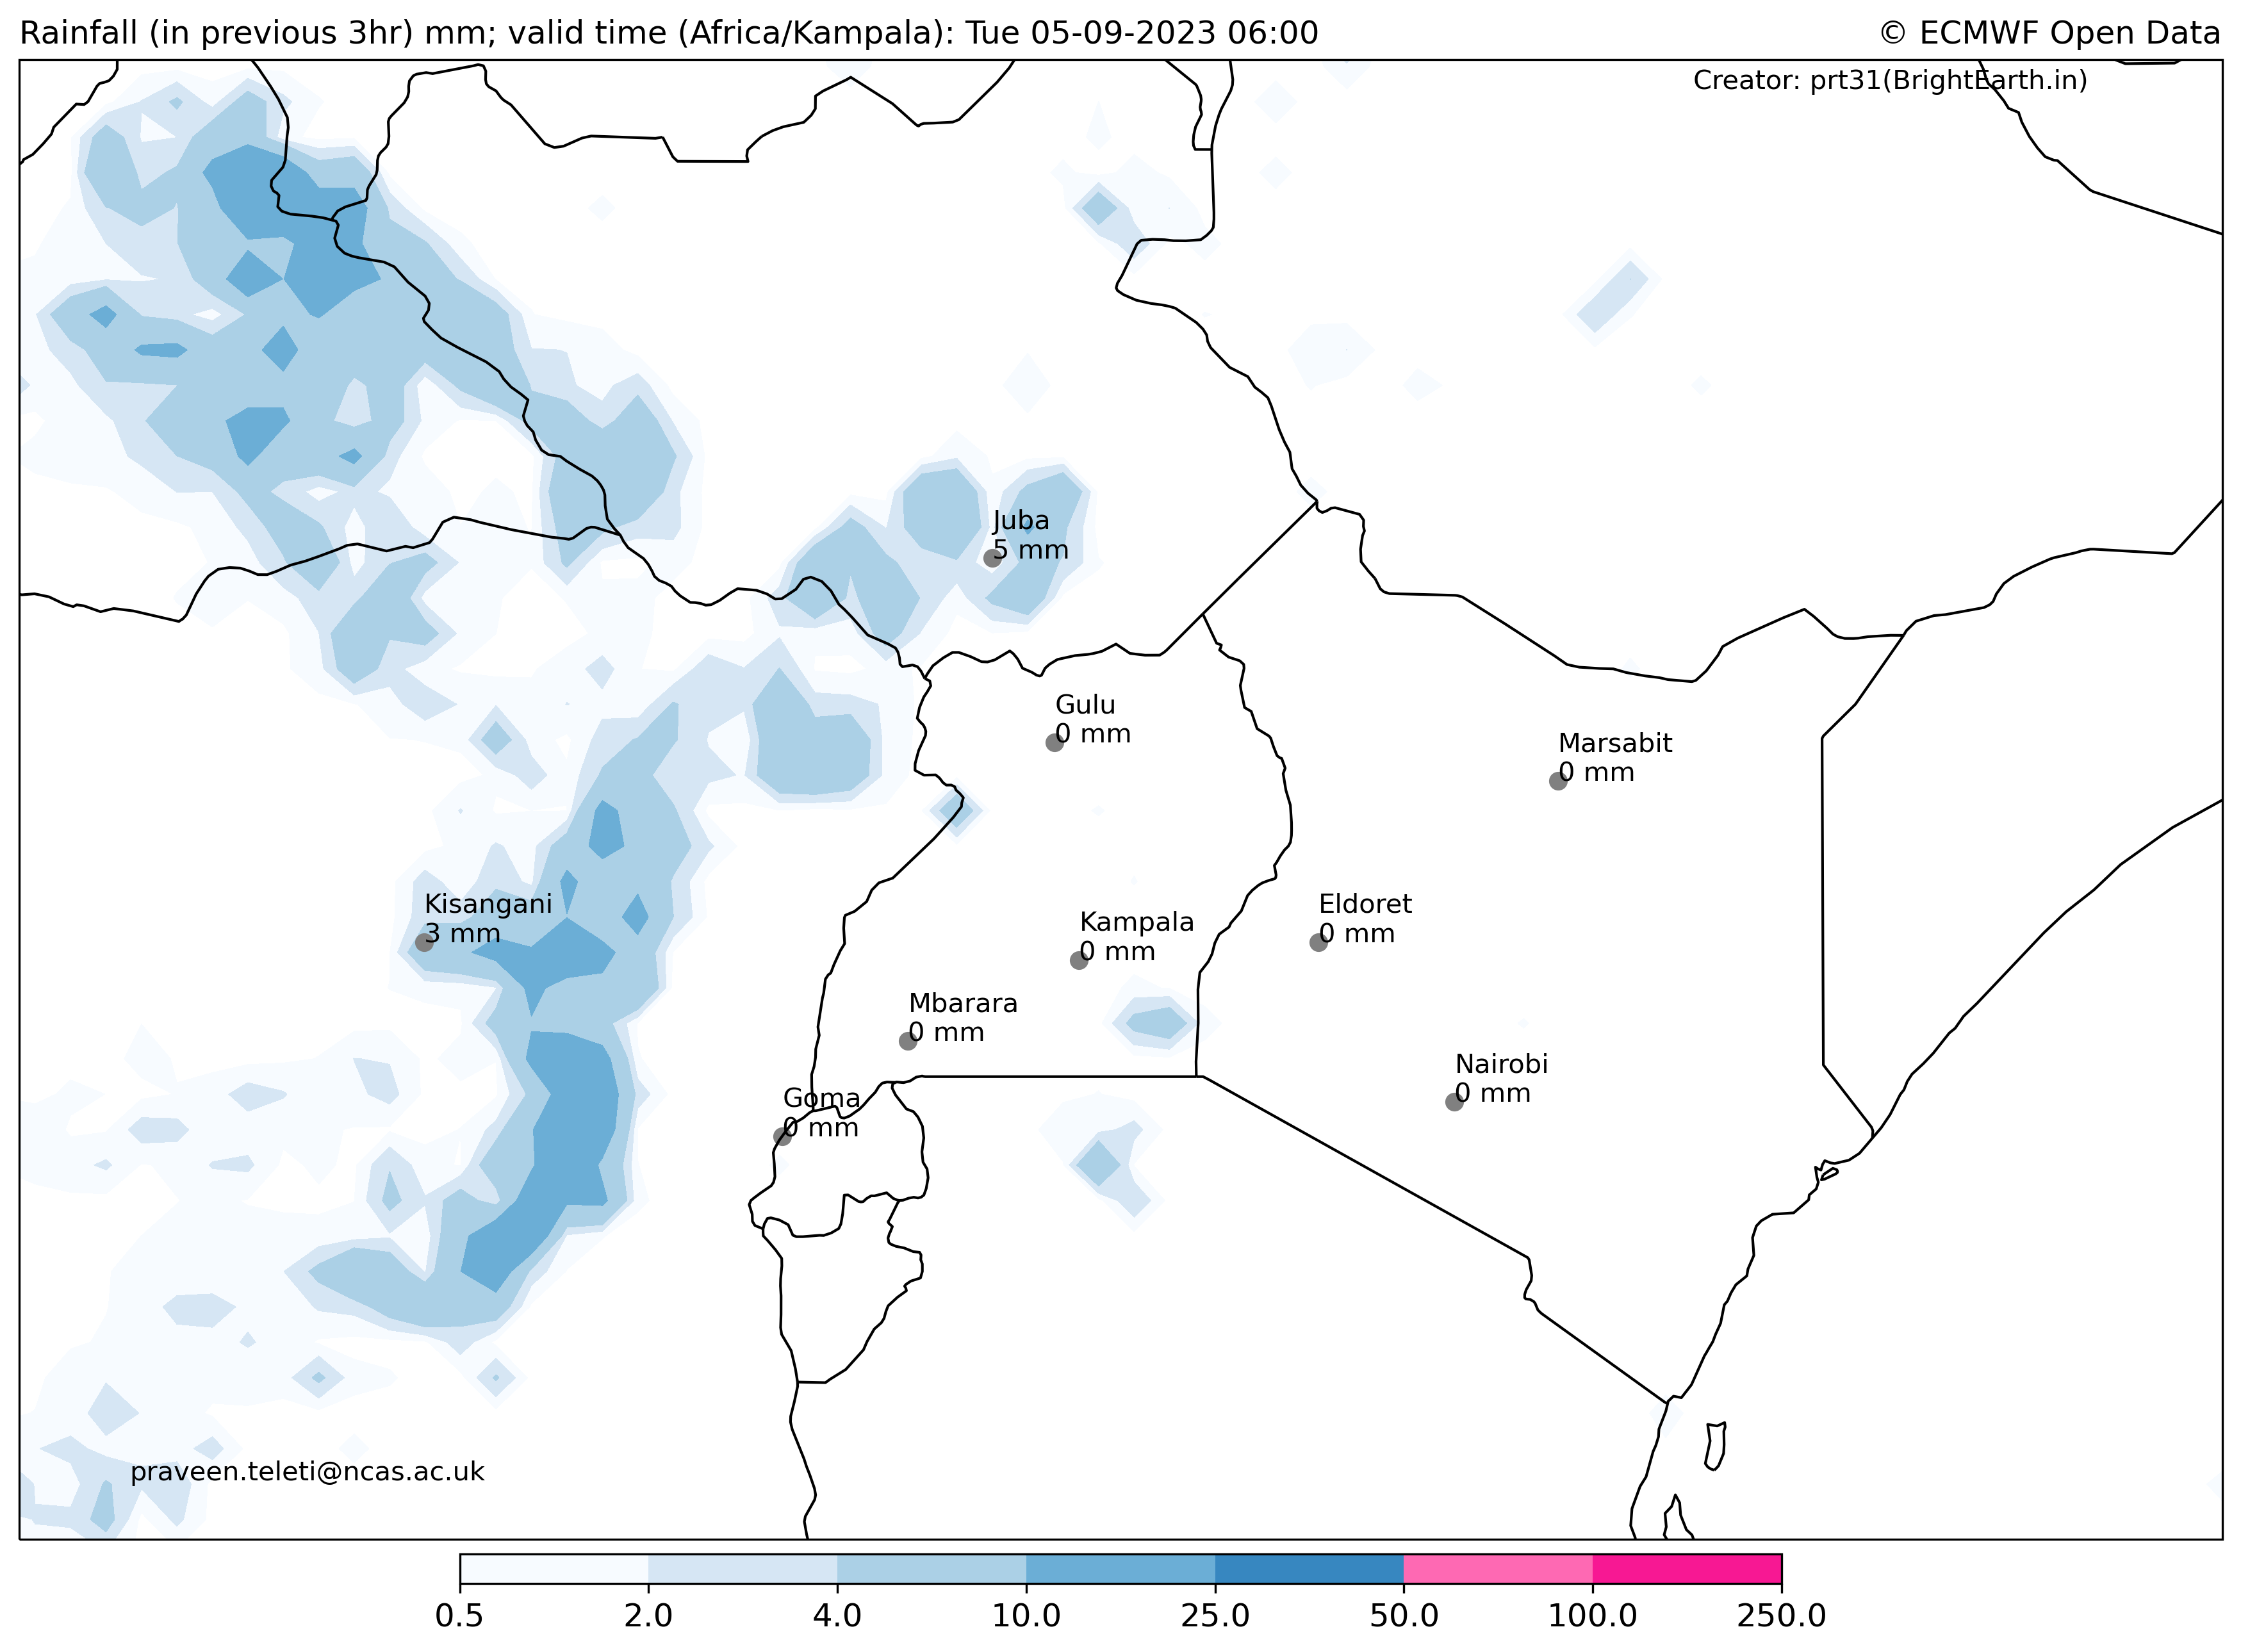 Rainfall (in previous 3hr) mm; valid time (Africa/Kampala): Tue 05-09-2023 06:00
© ECMWF Open Data
Creator: prt31(BrightEarth.in)
Juba
5 mm
Gulu
0 mm
Marsabit
0 mm
Kisangani
3 mm
Eldoret
0 mm
Kampala
0 mm
Mbarara
0 mm
Nairobi
0 mm
Goma
0 mm
praveen.teleti@ncas.ac.uk
0.5 2.0 4.0 10.0 25.0 50.0 100.0 250.0